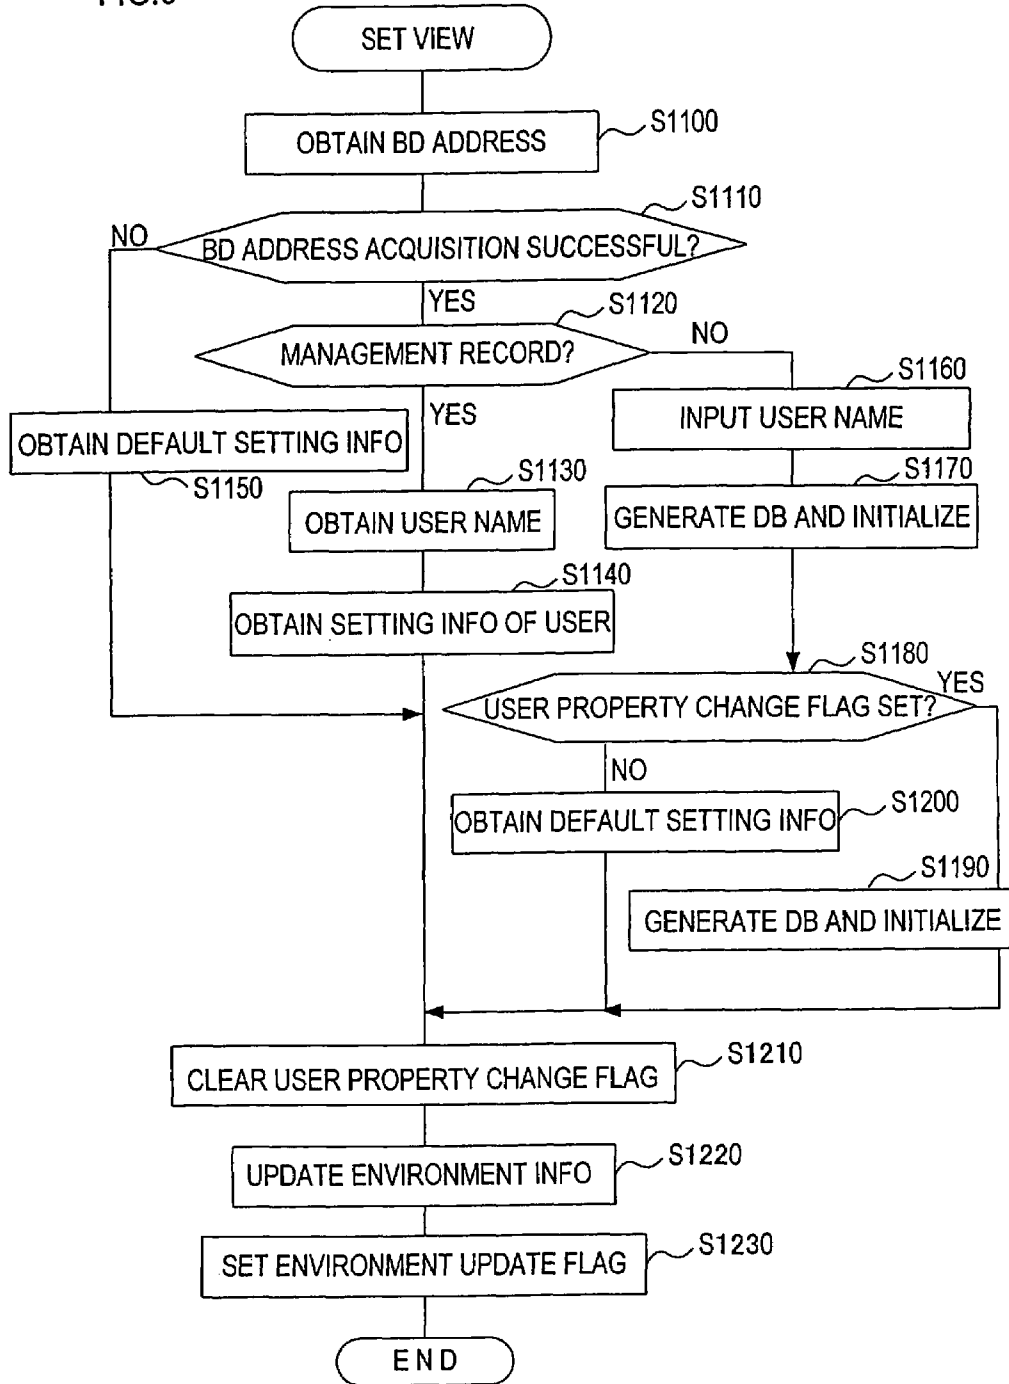 SET VIEW
OBTAIN BD ADDRESS
S1100
S1110
NO
BD ADDRESS ACQUISITION SUCCESSFUL?
YES
S1120
MANAGEMENT RECORD?
NO
YES
S1160
INPUT USER NAME
OBTAIN DEFAULT SETTING INFO
S1150
S1130
OBTAIN USER NAME
S1170
GENERATE DB AND INITIALIZE
S1140
OBTAIN SETTING INFO OF USER
S1180
USER PROPERTY CHANGE FLAG SET?
YES
NO
OBTAIN DEFAULT SETTING INFO
S1200
S1190
GENERATE DB AND INITIALIZE
CLEAR USER PROPERTY CHANGE FLAG
S1210
UPDATE ENVIRONMENT INFO
S1220
SET ENVIRONMENT UPDATE FLAG
S1230
END